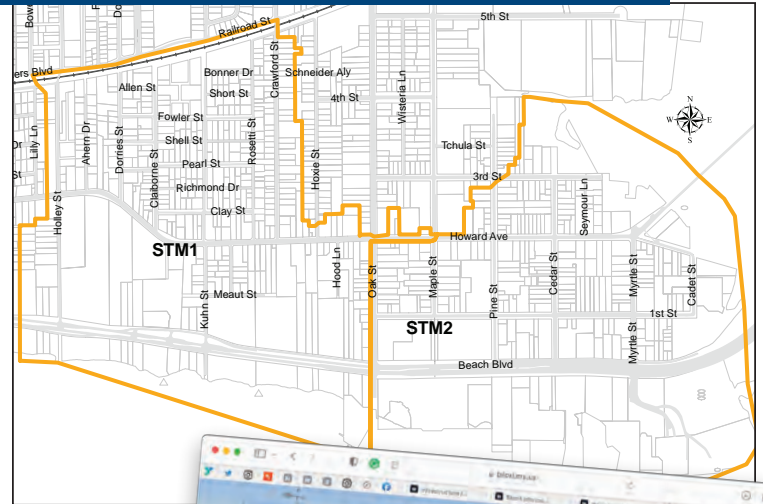 5th St
Railroad St
Crawford St
ers Blvd
Bonner Dr
Schneider Aly
Allen St
Short St
4th St
Wisteria Ln
Fowler St
Lilly Ln
Ahern Dr
Dorries St
Shell St
Rosetti St
Tchula St
Claiborne St
Pearl St
Hoxie St
3rd St
Richmond Dr
Seymour Ln
Holley St
Clay St
Howard Ave
STM1
Hood Ln
Oak St
Maple St
Pine St
Cedar St
Myrtle St
Cadet St
Kuhn St
Meaut St
1st St
STM2
Myrtle St
Beach Blvd
N
W
E
S